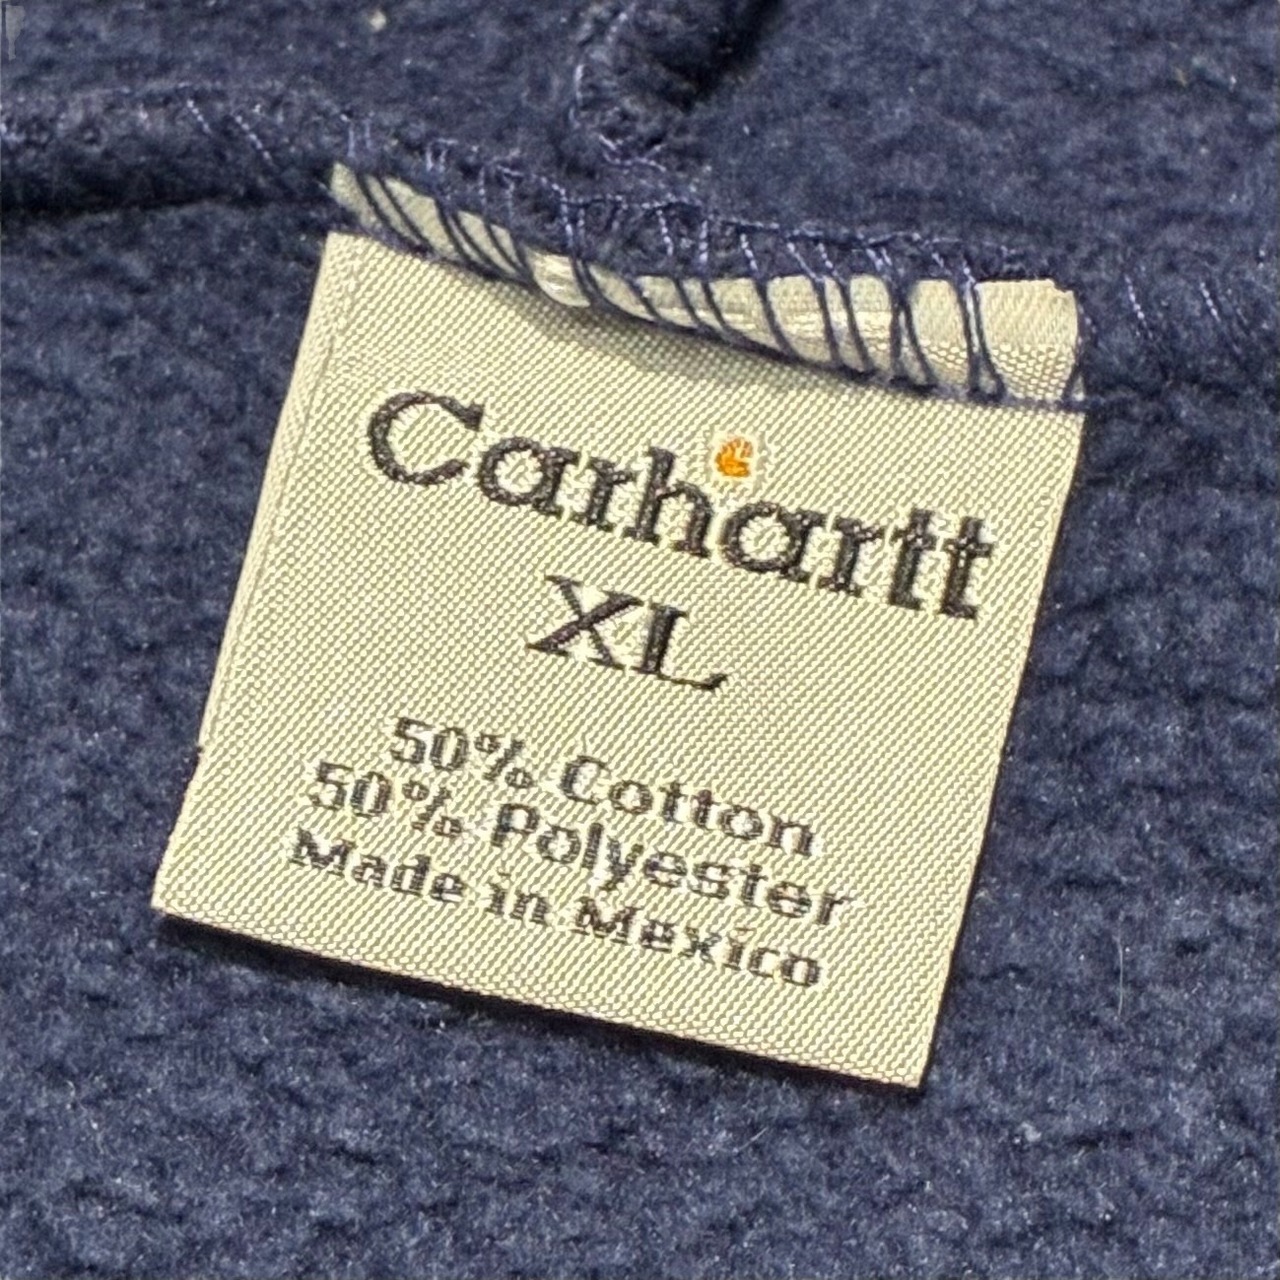 Carhartt
XL
50% Cotton
50% Polyester
Made in Mexico